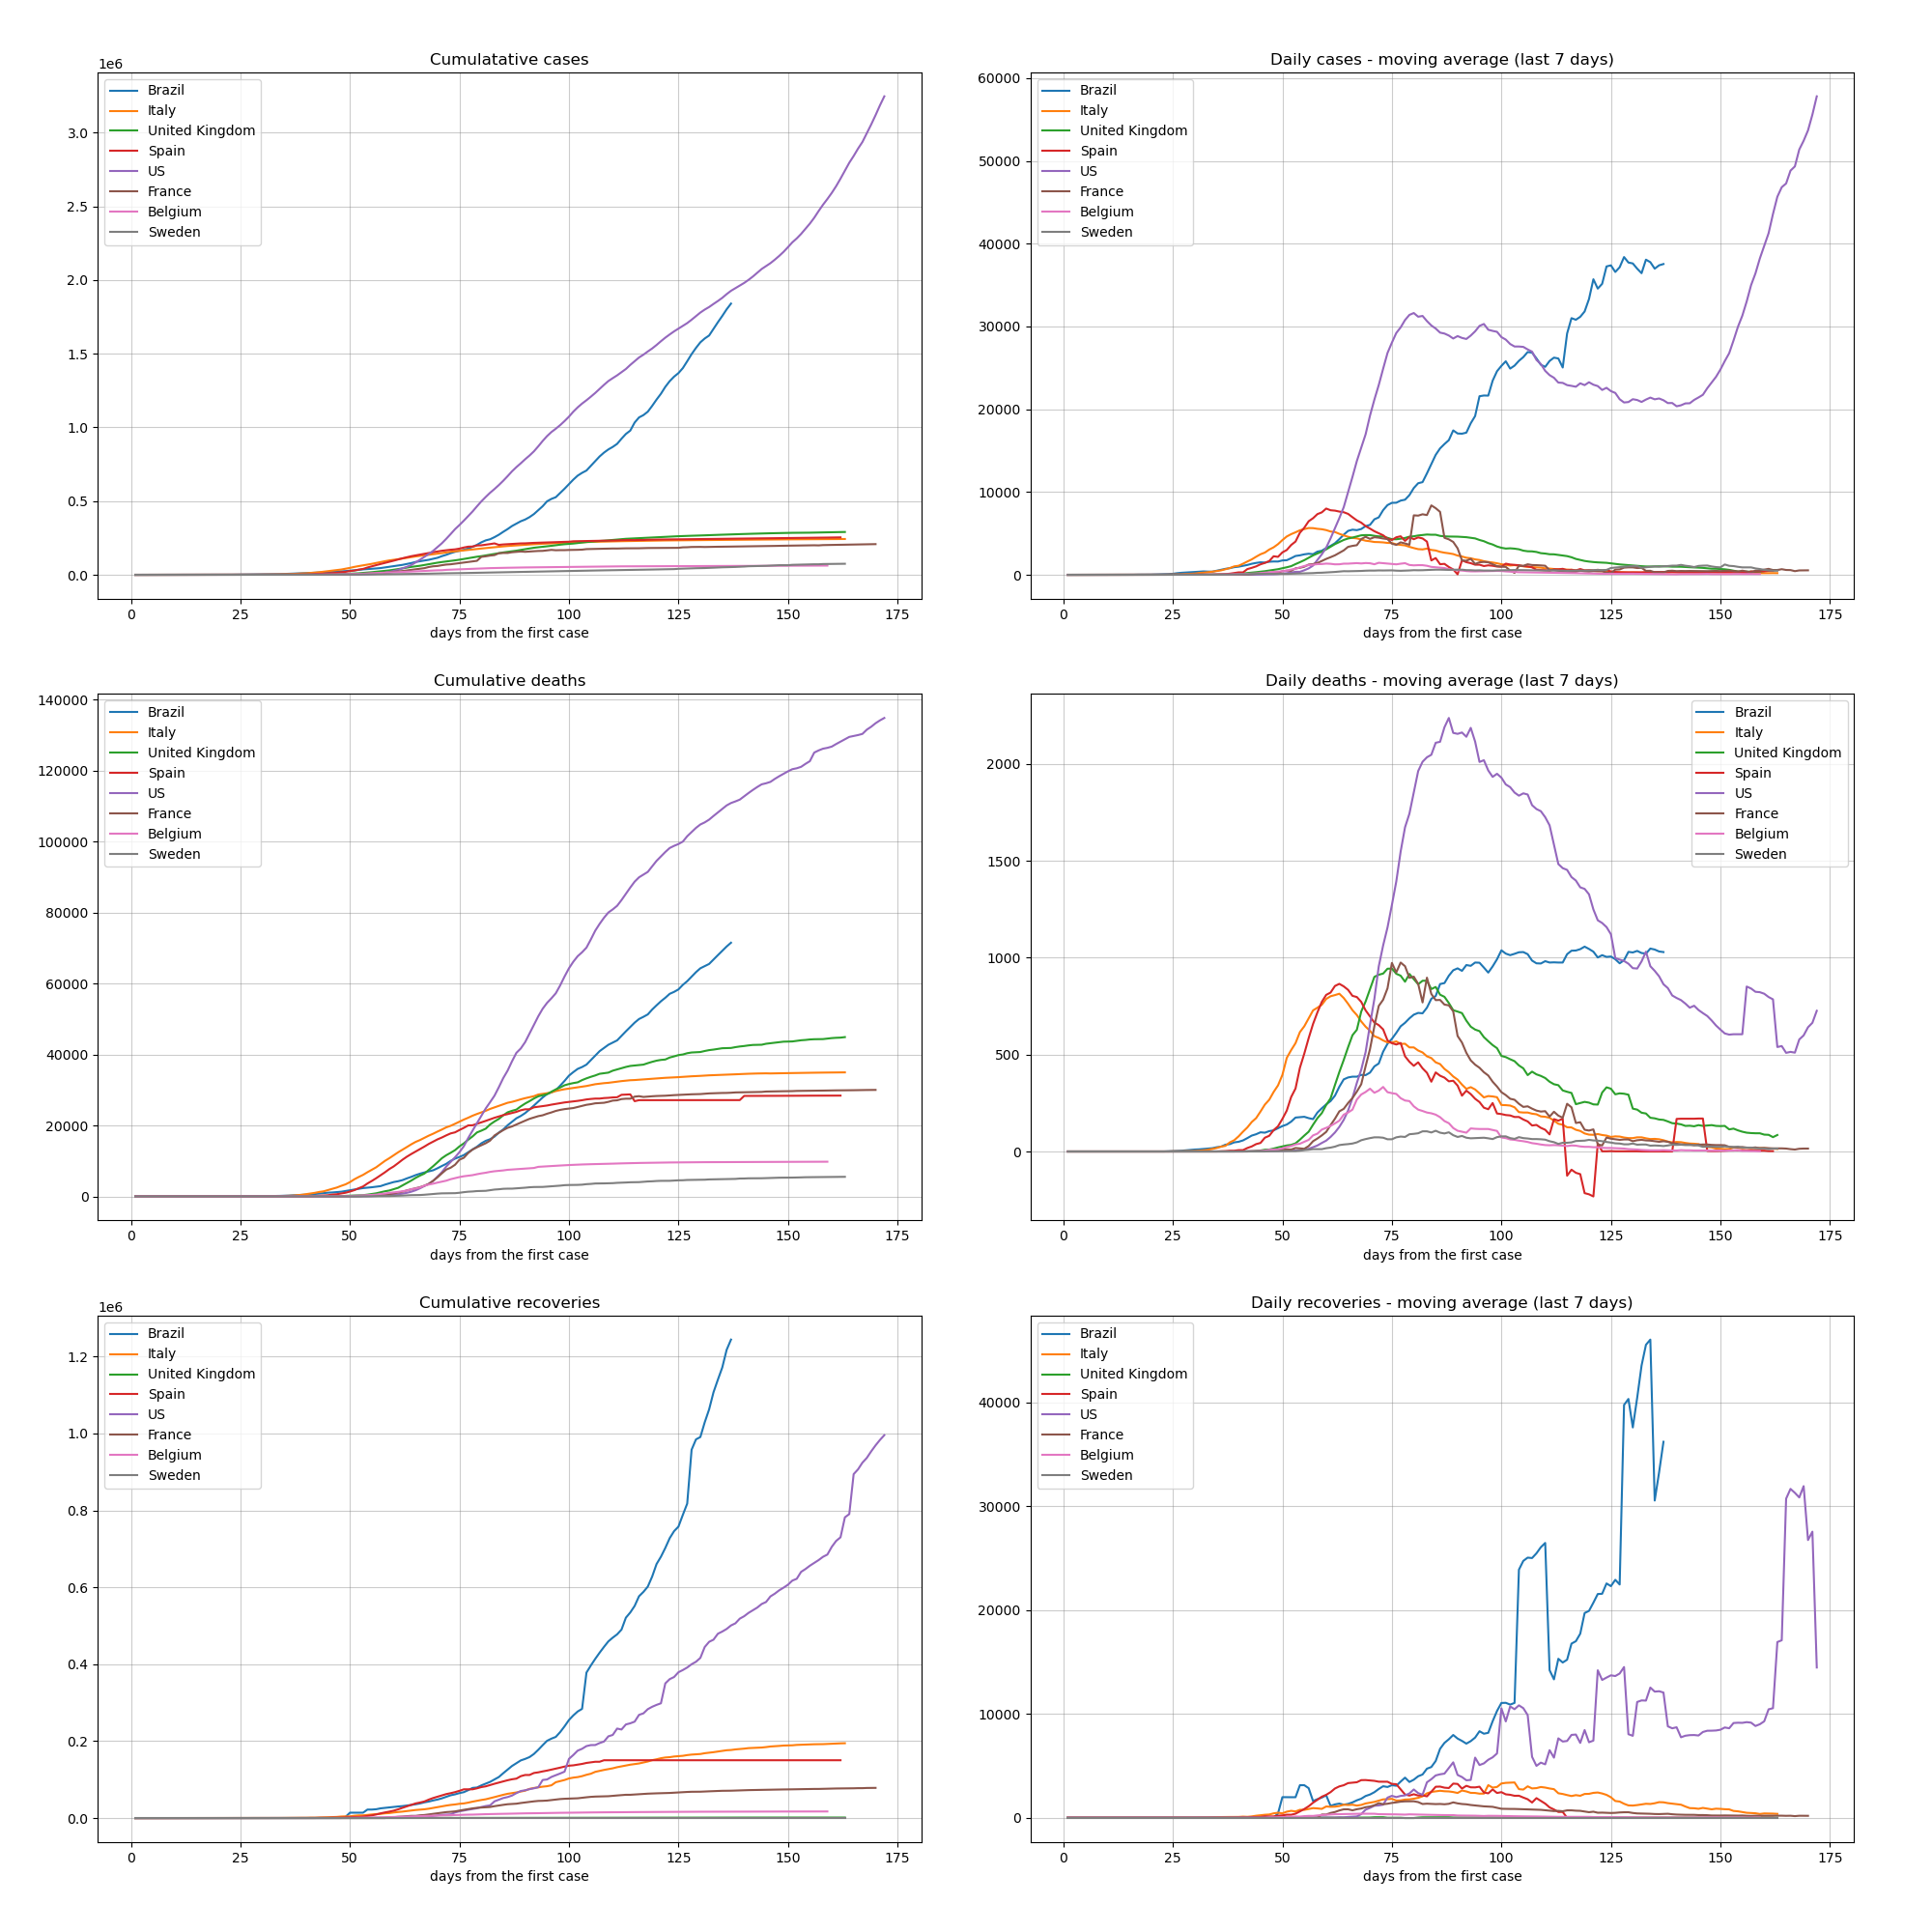 Cumulatative cases
1e6
3.0
2.5
2.0
1.5
1.0
0.5
0.0
Brazil
Italy
United Kingdom
Spain
US
France
Belgium
Sweden
0 25 50 75 100 125 150 175
days from the first case
Daily cases - moving average (last 7 days)
60000
50000
40000
30000
20000
10000
0
Brazil
Italy
United Kingdom
Spain
US
France
Belgium
Sweden
0 25 50 75 100 125 150 175
days from the first case
Cumulative deaths
140000
120000
100000
80000
60000
40000
20000
0
Brazil
Italy
United Kingdom
Spain
US
France
Belgium
Sweden
0 25 50 75 100 125 150 175
days from the first case
Daily deaths - moving average (last 7 days)
2000
1500
1000
500
0
Brazil
Italy
United Kingdom
Spain
US
France
Belgium
Sweden
0 25 50 75 100 125 150 175
days from the first case
Cumulative recoveries
1e6
1.2
1.0
0.8
0.6
0.4
0.2
0.0
Brazil
Italy
United Kingdom
Spain
US
France
Belgium
Sweden
0 25 50 75 100 125 150 175
days from the first case
Daily recoveries - moving average (last 7 days)
40000
30000
20000
10000
0
Brazil
Italy
United Kingdom
Spain
US
France
Belgium
Sweden
0 25 50 75 100 125 150 175
days from the first case